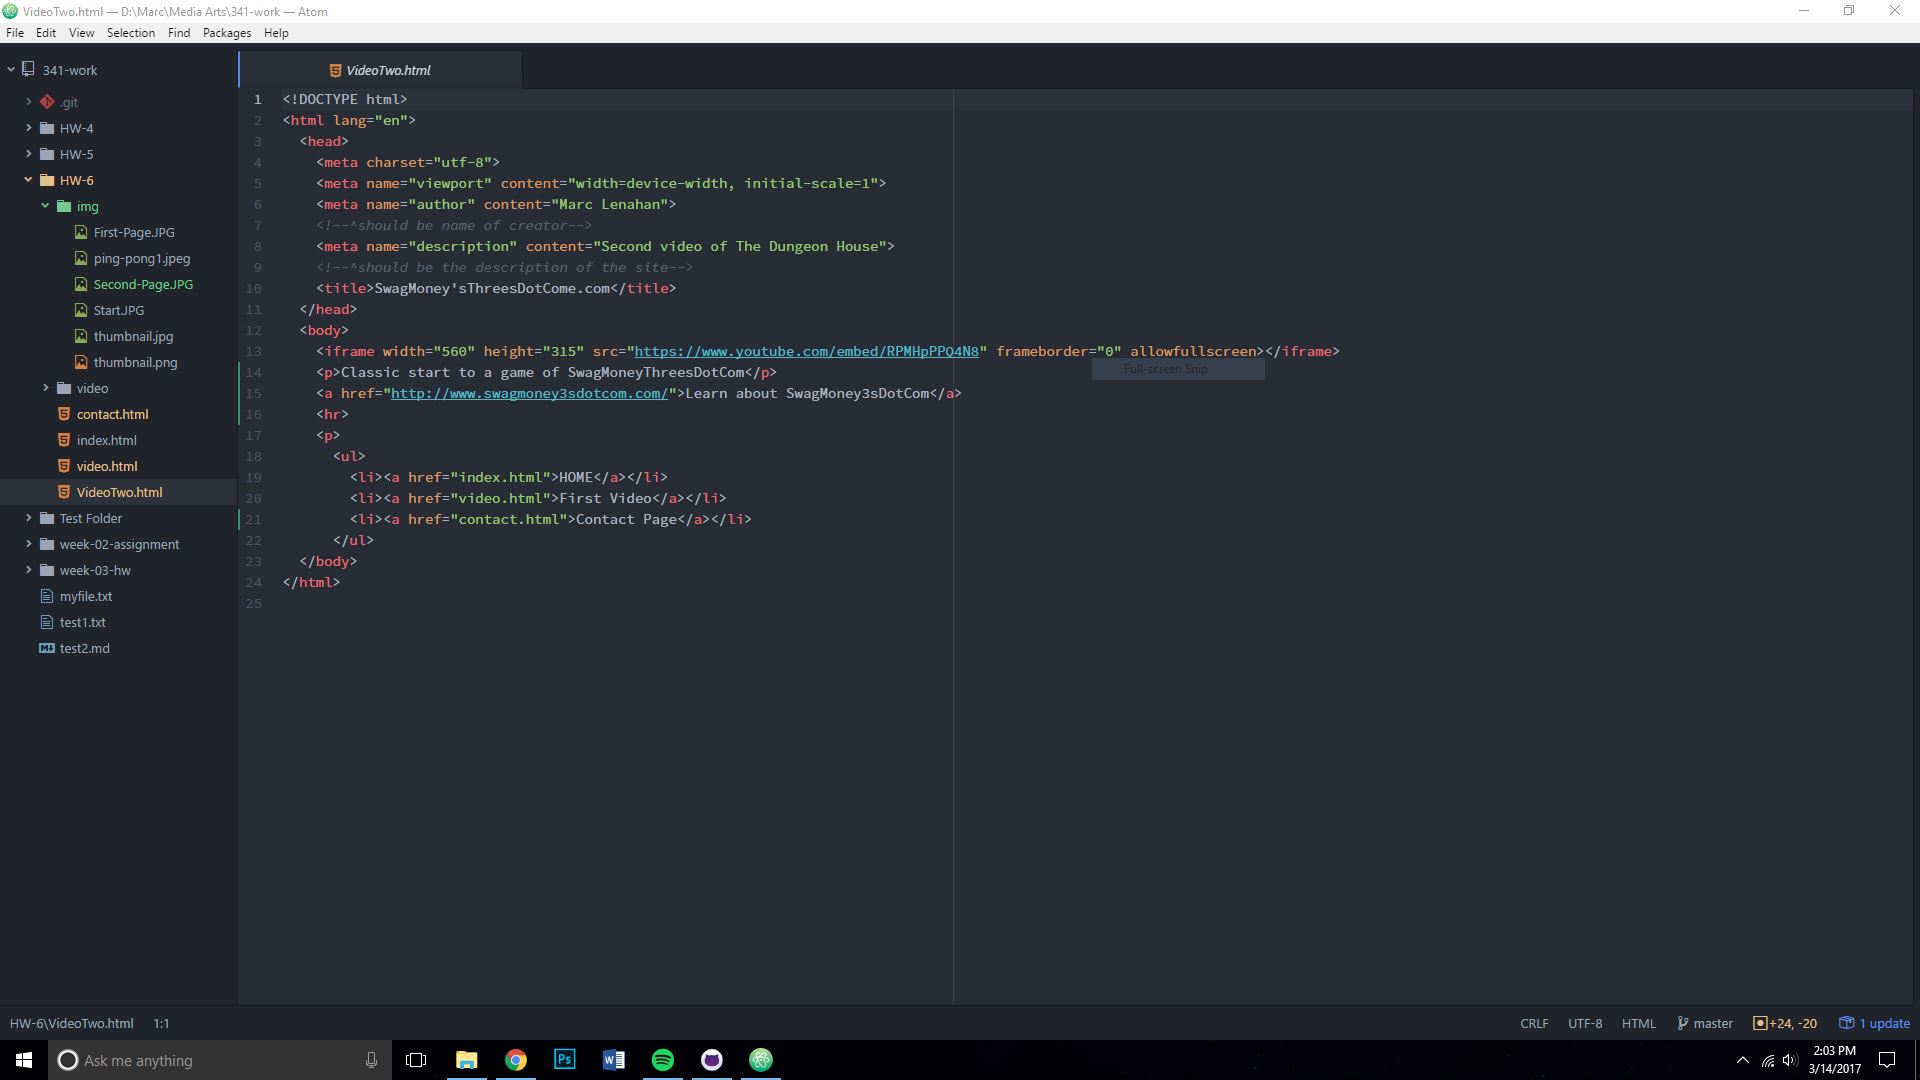 VideoTwo.html — D:\Marc\Media Arts\341-work — Atom
File Edit View Selection Find Packages Help
341-work
.git
HW-4
HW-5
HW-6
img
First-Page.JPG
ping-pong1.jpeg
Second-Page.JPG
Start.JPG
thumbnail.jpg
thumbnail.png
video
contact.html
index.html
video.html
VideoTwo.html
Test Folder
week-02-assignment
week-03-hw
myfile.txt
test1.txt
test2.md
VideoTwo.html
1 <!DOCTYPE html>
2 <html lang="en">
3 <head>
4 <meta charset="utf-8">
5 <meta name="viewport" content="width=device-width, initial-scale=1">
6 <meta name="author" content="Marc Lenahan">
7 <!--^should be name of creator-->
8 <meta name="description" content="Second video of The Dungeon House">
9 <!--^should be the description of the site-->
10 <title>SwagMoney'sThreesDotCome.com</title>
11 </head>
12 <body>
13 <iframe width="560" height="315" src="https://www.youtube.com/embed/RPMHpPPQ4N8" frameborder="0" allowfullscreen></iframe>
Full-screen Snip
14 <p>Classic start to a game of SwagMoneyThreesDotCom</p>
15 <a href="http://www.swagmoney3sdotcom.com/">Learn about SwagMoney3sDotCom</a>
16 <hr>
17 <p>
18 <ul>
19 <li><a href="index.html">HOME</a></li>
20 <li><a href="video.html">First Video</a></li>
21 <li><a href="contact.html">Contact Page</a></li>
22 </ul>
23 </body>
24 </html>
25
HW-6\VideoTwo.html 1:1 CRLF UTF-8 HTML master +24, -20 1 update
Ask me anything
Ps
W
2:03 PM
3/14/2017